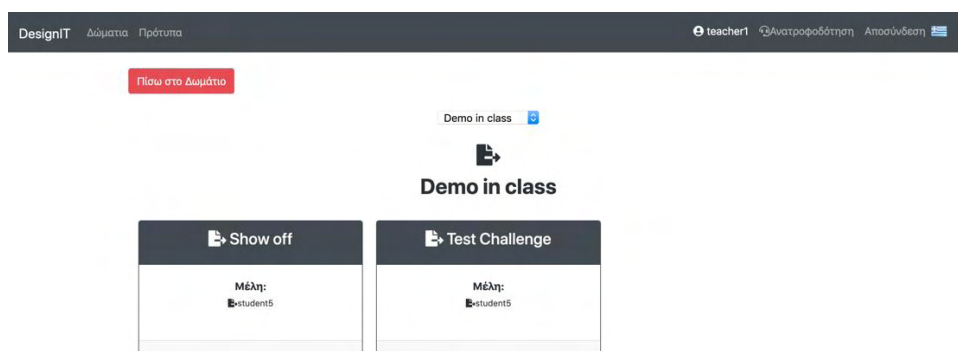 DesignIT Δώματια Πρότυπα teacher1 Ανατροφοδότηση Αποσύνδεση
Πίσω στο Δωμάτιο
Demo in class
Demo in class
Show off
Μέλη:
student5
Test Challenge
Μέλη:
student5